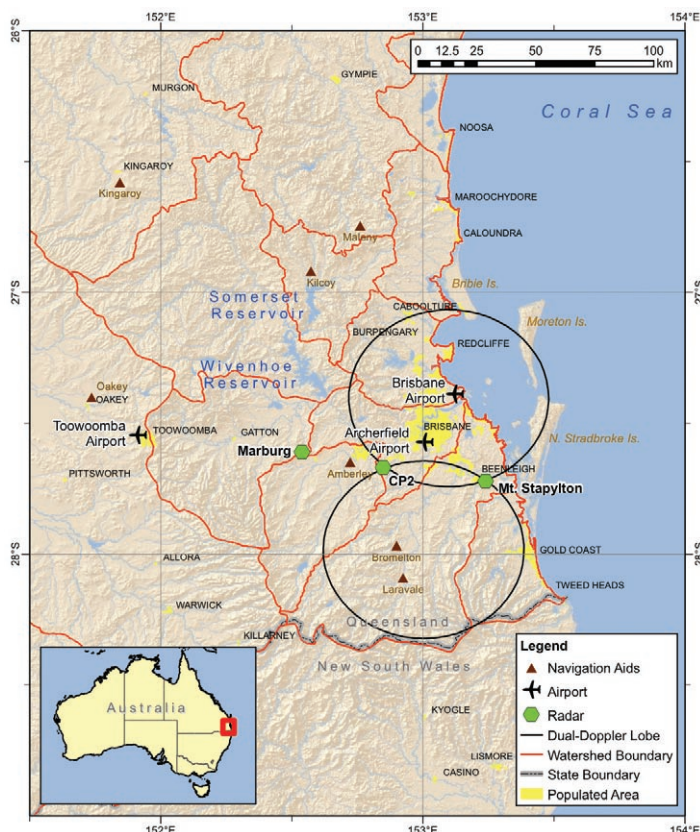 152°E
153°E
154°E
26°S
26°S
0 12.5 25 50 75 100
km
GYMPIE
MURGON
Coral Sea
NOOSA
KINGAROY
Kingaroy
MAROOCHYDORE
Maleny
CALOUNDRA
Kilcoy
27°S
27°S
Bribie Is.
Somerset
Reservoir
CABOOLTURE
Moreton Is.
BURPENGARY
REDCLIFFE
Wivenhoe
Reservoir
Brisbane
Airport
Oakey
OAKEY
Toowoomba
Airport
TOOWOOMBA
GATTON
Archerfield
Airport
BRISBANE
N. Stradbroke Is.
Marburg
PITTSWORTH
Amberley
CP2
BEENLEIGH
Mt. Stapylton
28°S
28°S
ALLORA
Bromelton
GOLD COAST
Laravale
TWEED HEADS
WARWICK
KILLARNEY
Queensland
New South Wales
Australia
KYOGLE
LISMORE
CASINO
Legend
Navigation Aids
Airport
Radar
Dual-Doppler Lobe
Watershed Boundary
State Boundary
Populated Area
152°E
153°E
154°E